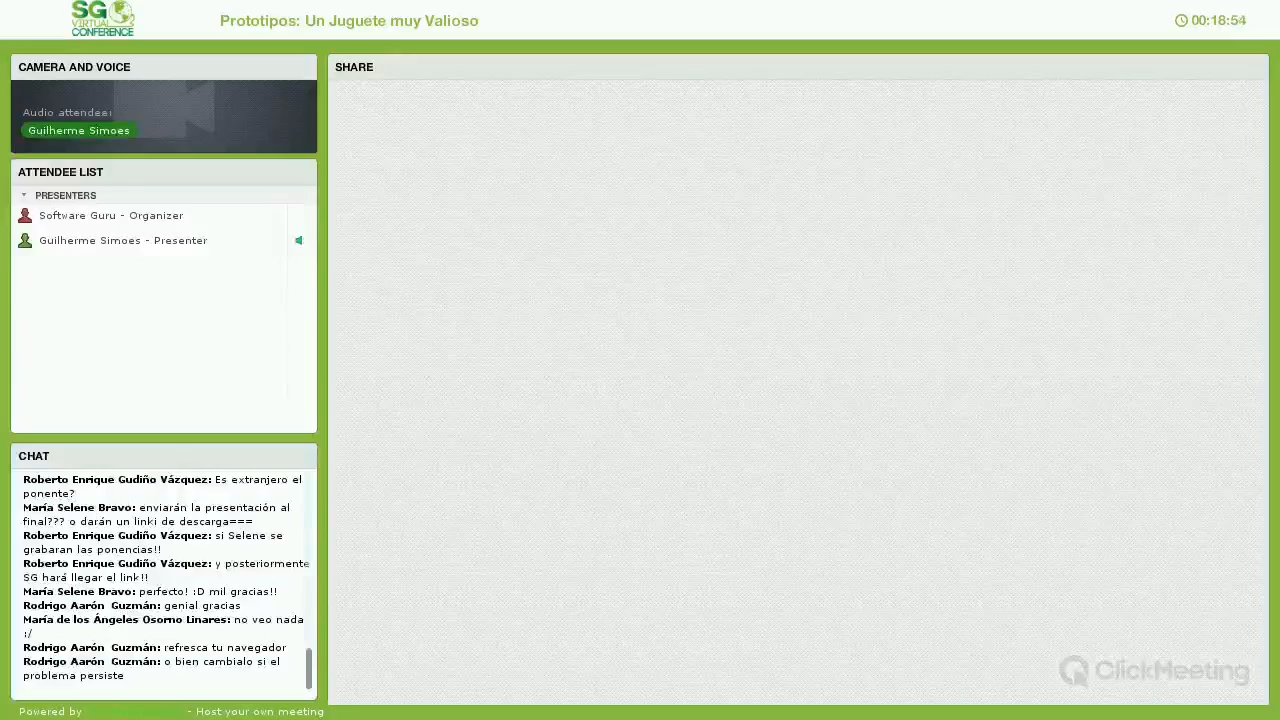 SG
VIRTUAL
CONFERENCE
Prototipos: Un Juguete muy Valioso
00:18:54
CAMERA AND VOICE
Audio attendee:
Guilherme Simoes
ATTENDEE LIST
PRESENTERS
Software Guru - Organizer
Guilherme Simoes - Presenter
CHAT
Roberto Enrique Gudiño Vázquez: Es extranjero el
ponente?
María Selene Bravo: enviarán la presentación al
final??? o darán un linki de descarga===
Roberto Enrique Gudiño Vázquez: si Selene se
grabaran las ponencias!!
Roberto Enrique Gudiño Vázquez: y posteriormente
SG hará llegar el link!!
María Selene Bravo: perfecto! :D mil gracias!!
Rodrigo Aarón Guzmán: genial gracias
María de los Ángeles Osorno Linares: no veo nada
:/
Rodrigo Aarón Guzmán: refresca tu navegador
Rodrigo Aarón Guzmán: o bien cambialo si el
problema persiste
Powered by - Host your own meeting
SHARE
ClickMeeting